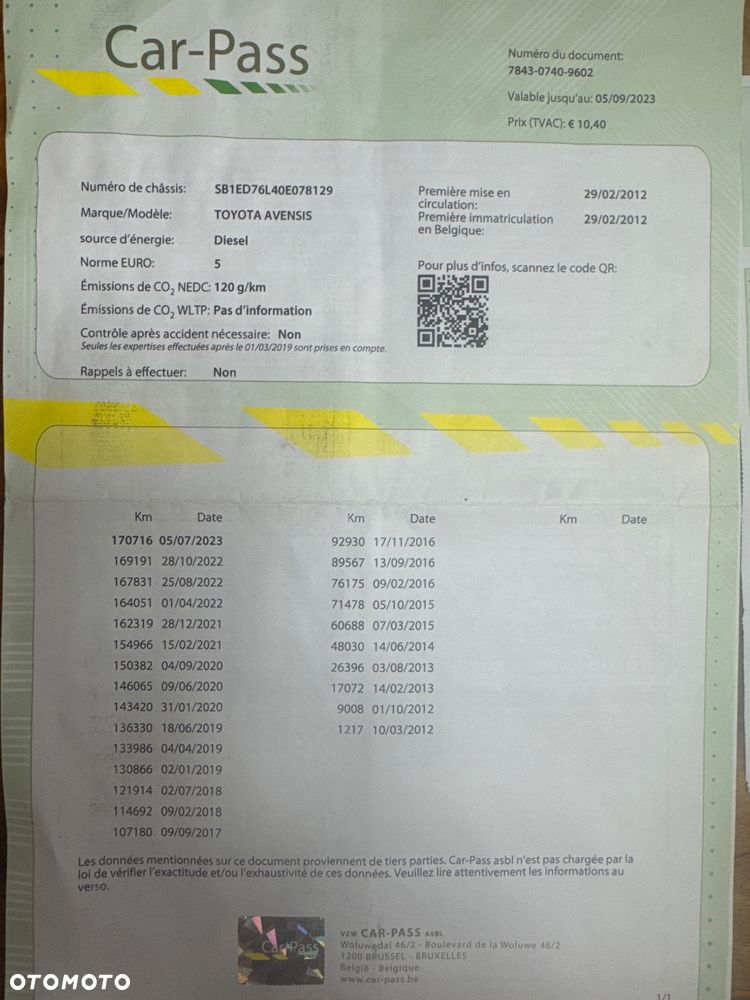 Car-Pass
Numéro du document:
7843-0740-9602
Valable jusqu'au: 05/09/2023
Prix (TVAC): € 10,40
Numéro de châssis: SB1ED76L40E078129
Marque/Modèle: TOYOTA AVENSIS
source d'énergie: Diesel
Norme EURO: 5
Émissions de CO2 NEDC: 120 g/km
Émissions de CO2 WLTP: Pas d'information
Contrôle après accident nécessaire: Non
Seules les expertises effectuées après le 01/03/2019 sont prises en compte.
Rappels à effectuer: Non
Première mise en
circulation: 29/02/2012
Première immatriculation
en Belgique: 29/02/2012
Pour plus d'infos, scannez le code QR:
Km Date
170716 05/07/2023
169191 28/10/2022
167831 25/08/2022
164051 01/04/2022
162319 28/12/2021
154966 15/02/2021
150382 04/09/2020
146065 09/06/2020
143420 31/01/2020
136330 18/06/2019
133986 04/04/2019
130866 02/01/2019
121914 02/07/2018
114692 09/02/2018
107180 09/09/2017
Km Date
92930 17/11/2016
89567 13/09/2016
76175 09/02/2016
71478 05/10/2015
60688 07/03/2015
48030 14/06/2014
26396 03/08/2013
17072 14/02/2013
9008 01/10/2012
1217 10/03/2012
Km Date
Les données mentionnées sur ce document proviennent de tiers parties. Car-Pass asbl n'est pas chargée par la
loi de vérifier l'exactitude et/ou l'exhaustivité de ces données. Veuillez lire attentivement les informations au
verso.
Car-Pass
VZW CAR-PASS ASBL
Woluwedal 46/2 - Boulevard de la Woluwe 46/2
1200 BRUSSEL - BRUXELLES
België - Belgique
www.car-pass.be
1/1
OTOMOTO